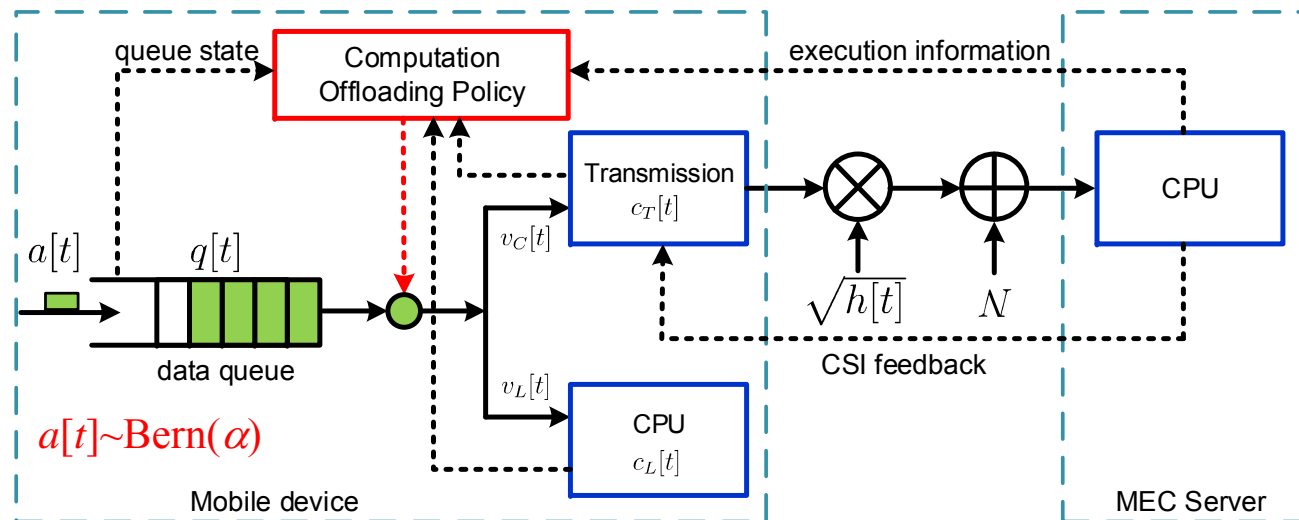 queue state
Computation
Offloading Policy
execution information
Transmission
c_T[t]
CPU
v_C[t]
a[t]
q[t]
√h[t]
N
data queue
CSI feedback
v_L[t]
CPU
c_L[t]
a[t]~Bern(α)
Mobile device
MEC Server